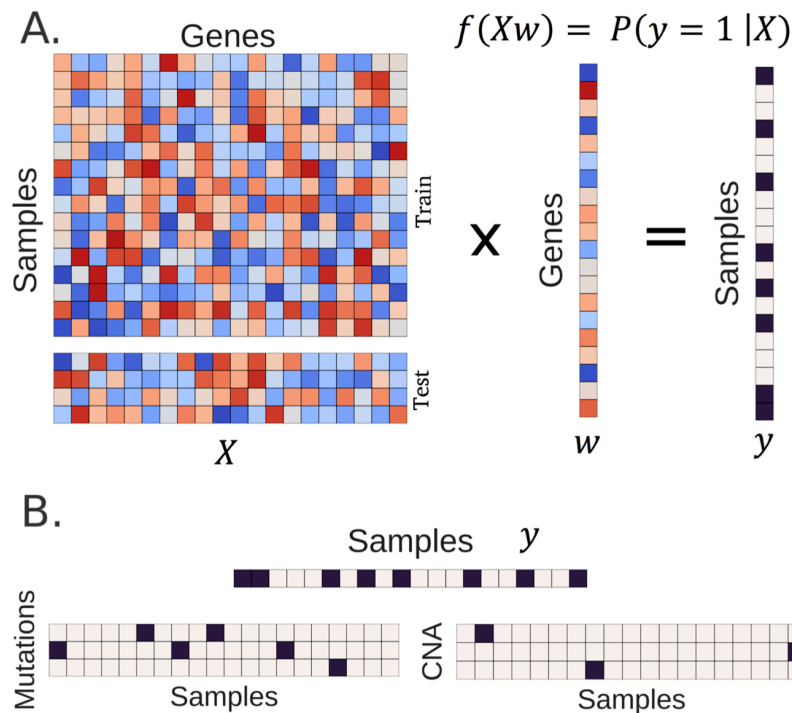 A.
Genes
f(Xw) = P(y = 1 |X)
Samples
Train
Test
X
x
Genes
w
=
Samples
y
B.
Samples y
Mutations
Samples
CNA
Samples